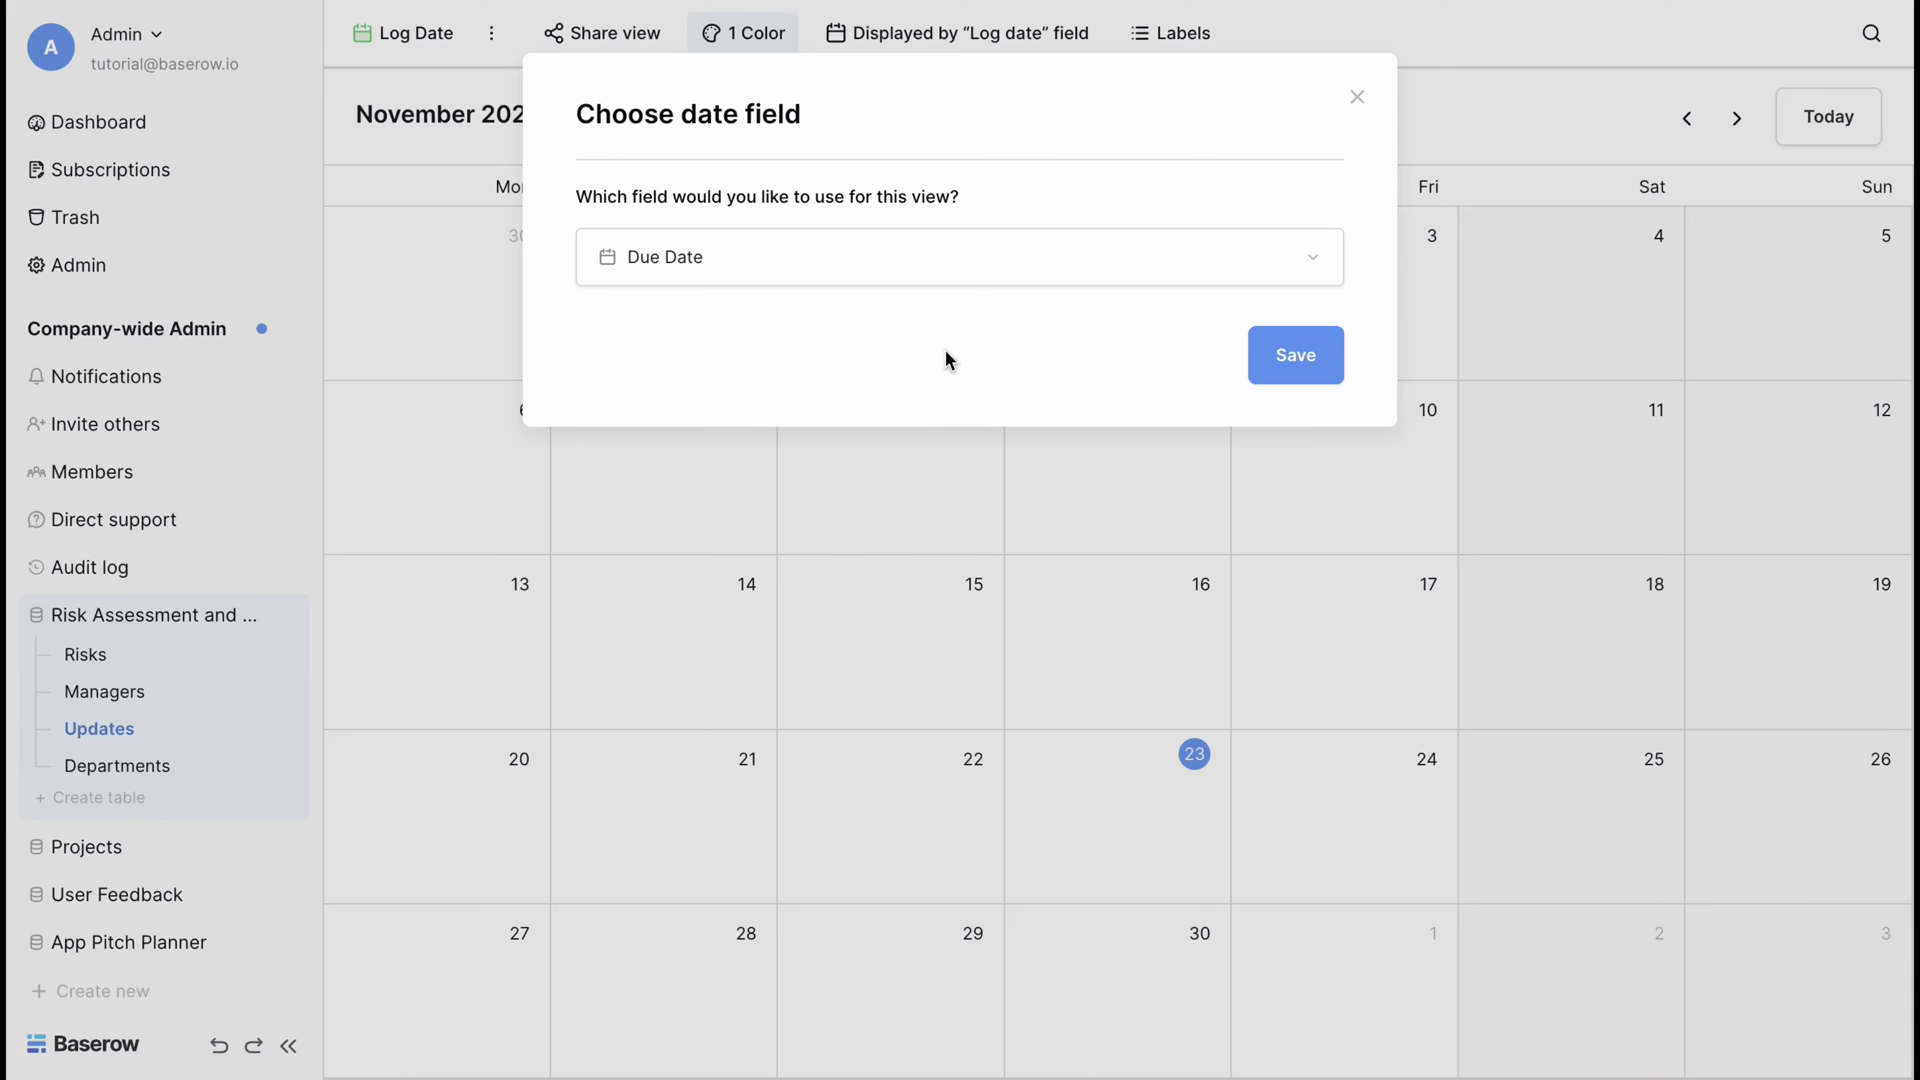 A
Admin
tutorial@baserow.io
Dashboard
Subscriptions
Trash
Admin
Company-wide Admin
Notifications
Invite others
Members
Direct support
Audit log
Risk Assessment and ...
Risks
Managers
Updates
Departments
+ Create table
Projects
User Feedback
App Pitch Planner
+ Create new
Baserow
Log Date
Share view
1 Color
Displayed by “Log date” field
Labels
November 202
Today
Choose date field
Which field would you like to use for this view?
Due Date
Save
Mon Fri Sat Sun
30 3 4 5
6 10 11 12
13 14 15 16 17 18 19
20 21 22 23 24 25 26
27 28 29 30 1 2 3